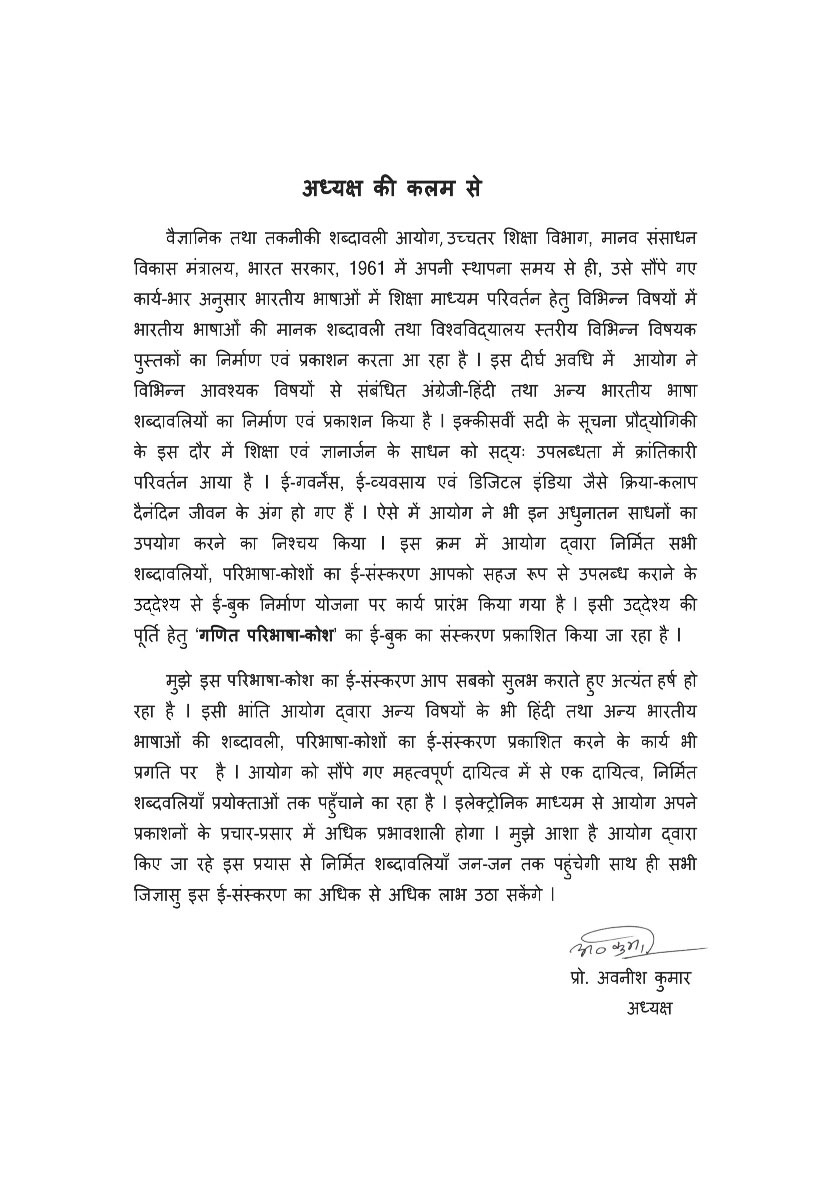 अध्यक्ष की कलम से
वैज्ञानिक तथा तकनीकी शब्दावली आयोग, उच्चतर शिक्षा विभाग, मानव संसाधन
विकास मंत्रालय, भारत सरकार, 1961 में अपनी स्थापना समय से ही, उसे सौंपे गए
कार्य-भार अनुसार भारतीय भाषाओं में शिक्षा माध्यम परिवर्तन हेतु विभिन्न विषयों में
भारतीय भाषाओं की मानक शब्दावली तथा विश्वविद्‍यालय स्तरीय विभिन्न विषयक
पुस्तकों का निर्माण एवं प्रकाशन करता आ रहा है । इस दीर्घ अवधि में आयोग ने
विभिन्न आवश्यक विषयों से संबंधित अंग्रेजी-हिंदी तथा अन्य भारतीय भाषा
शब्दावलियों का निर्माण एवं प्रकाशन किया है । इक्कीसवीं सदी के सूचना प्रौद्‍योगिकी
के इस दौर में शिक्षा एवं ज्ञानार्जन के साधन को सद्‍यः उपलब्धता में क्रांतिकारी
परिवर्तन आया है । ई-गवर्नेंस, ई-व्यवसाय एवं डिजिटल इंडिया जैसे क्रिया-कलाप
दैनंदिन जीवन के अंग हो गए हैं । ऐसे में आयोग ने भी इन अधुनातन साधनों का
उपयोग करने का निश्चय किया । इस क्रम में आयोग द्‍वारा निर्मित सभी
शब्दावलियों, परिभाषा-कोशों का ई-संस्करण आपको सहज रूप से उपलब्ध कराने के
उद्‍देश्य से ई-बुक निर्माण योजना पर कार्य प्रारंभ किया गया है । इसी उद्‍देश्य की
पूर्ति हेतु 'गणित परिभाषा-कोश' का ई-बुक का संस्करण प्रकाशित किया जा रहा है ।
मुझे इस परिभाषा-कोश का ई-संस्करण आप सबको सुलभ कराते हुए अत्यंत हर्ष हो
रहा है । इसी भांति आयोग द्‍वारा अन्य विषयों के भी हिंदी तथा अन्य भारतीय
भाषाओं की शब्दावली, परिभाषा-कोशों का ई-संस्करण प्रकाशित करने के कार्य भी
प्रगति पर है । आयोग को सौंपे गए महत्वपूर्ण दायित्व में से एक दायित्व, निर्मित
शब्दवलियाँ प्रयोक्ताओं तक पहुँचाने का रहा है । इलेक्ट्रोनिक माध्यम से आयोग अपने
प्रकाशनों के प्रचार-प्रसार में अधिक प्रभावशाली होगा । मुझे आशा है आयोग द्‍वारा
किए जा रहे इस प्रयास से निर्मित शब्दावलियाँ जन-जन तक पहुंचेगी साथ ही सभी
जिज्ञासु इस ई-संस्करण का अधिक से अधिक लाभ उठा सकेंगे ।
प्रो. अवनीश कुमार
अध्यक्ष